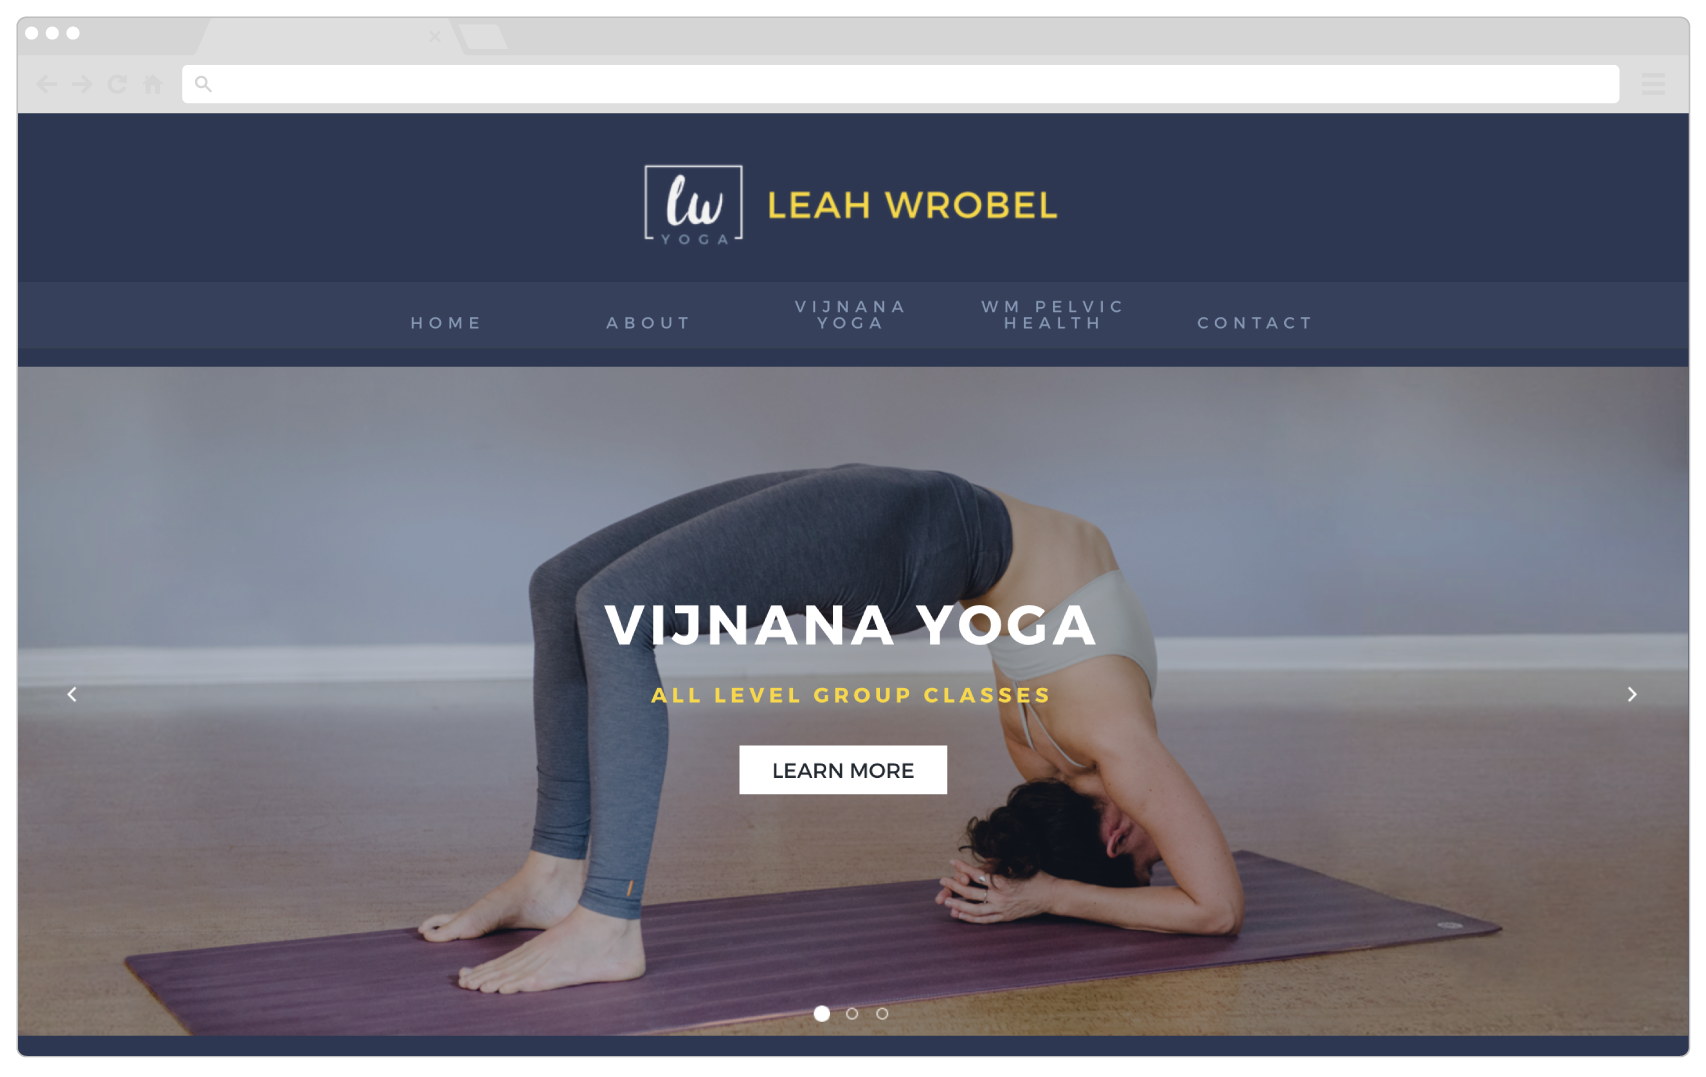 lw
YOGA
LEAH WROBEL
HOME
ABOUT
VIJNANA
YOGA
WM PELVIC
HEALTH
CONTACT
VIJNANA YOGA
ALL LEVEL GROUP CLASSES
LEARN MORE